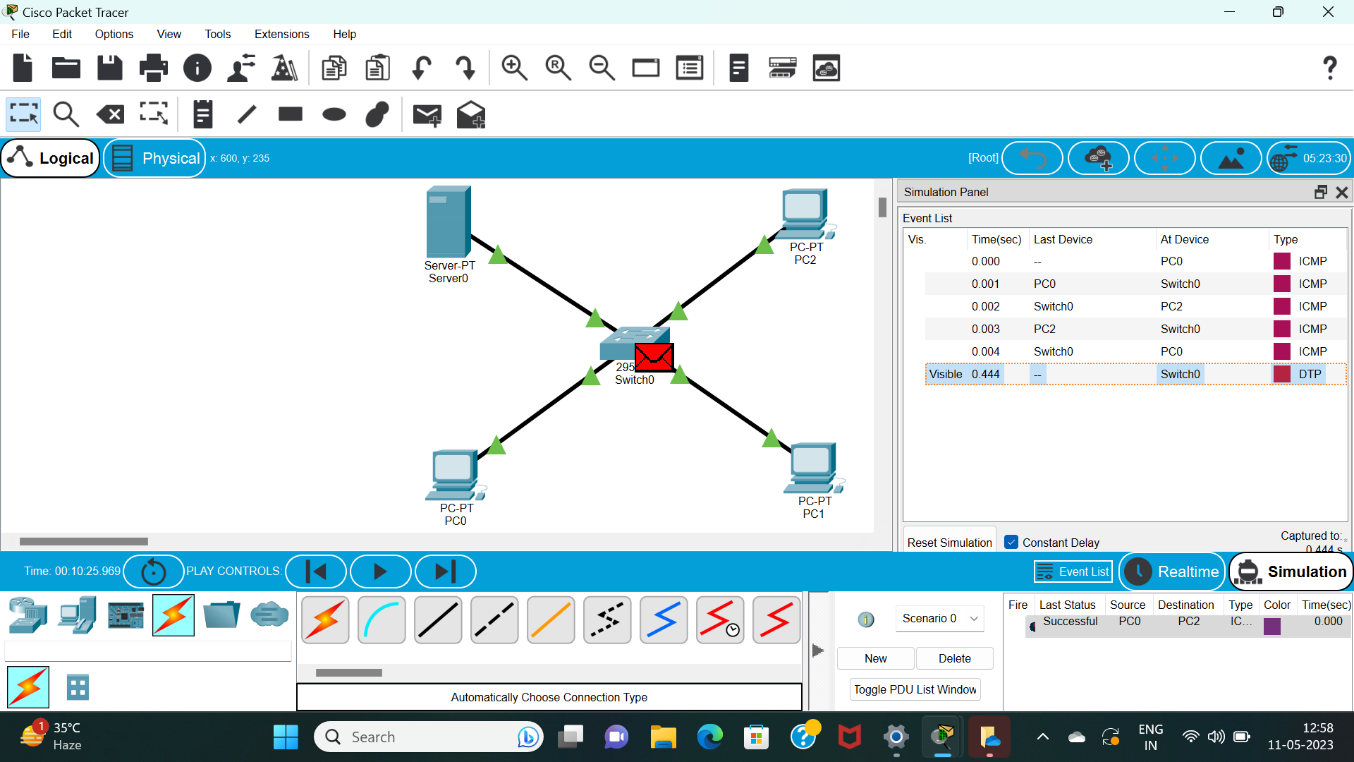 Cisco Packet Tracer
File Edit Options View Tools Extensions Help
R
?
Logical Physical x: 600, y: 235 [Root] 05:23:30
Simulation Panel
Event List
Vis. Time(sec) Last Device At Device Type
0.000 -- PC0 ICMP
0.001 PC0 Switch0 ICMP
0.002 Switch0 PC2 ICMP
0.003 PC2 Switch0 ICMP
0.004 Switch0 PC0 ICMP
Visible 0.444 -- Switch0 DTP
Server-PT
Server0
PC-PT
PC2
295
Switch0
PC-PT
PC0
PC-PT
PC1
Reset Simulation Constant Delay Captured to:
0.444 s
Time: 00:10:25.969 PLAY CONTROLS: Event List Realtime Simulation
Scenario 0
New Delete
Toggle PDU List Window
Fire Last Status Source Destination Type Color Time(sec)
Successful PC0 PC2 IC... 0.000
Automatically Choose Connection Type
1 35°C
Haze
Search
ENG
IN
12:58
11-05-2023